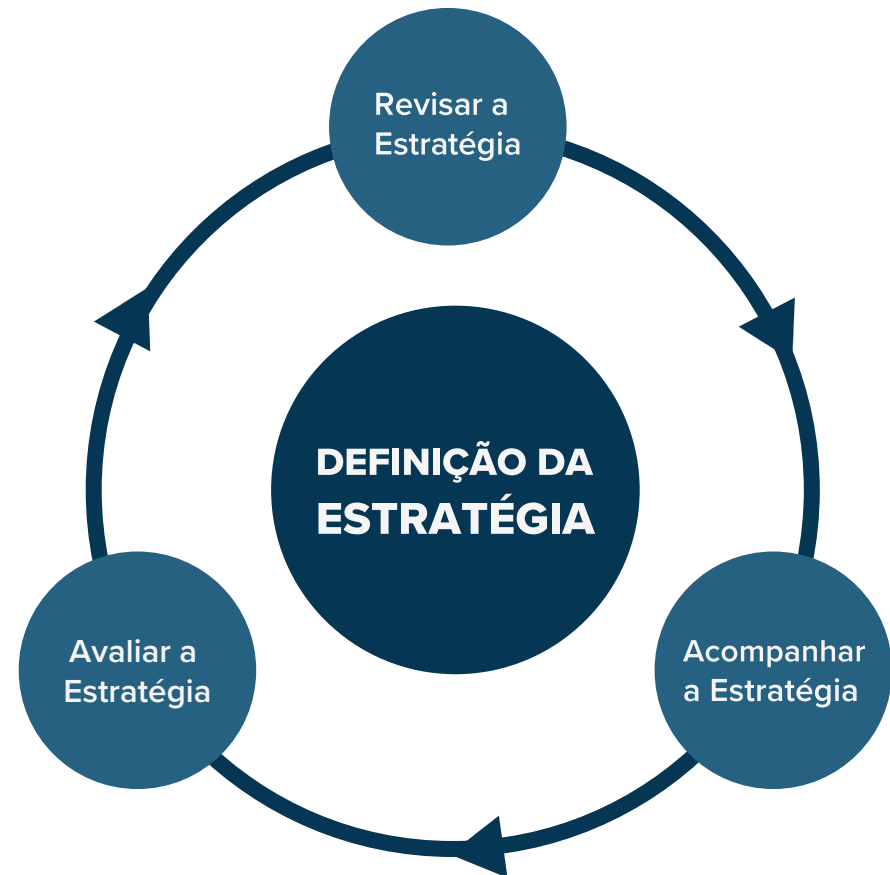 Revisar a
Estratégia
DEFINIÇÃO DA
ESTRATÉGIA
Avaliar a
Estratégia
Acompanhar
a Estratégia